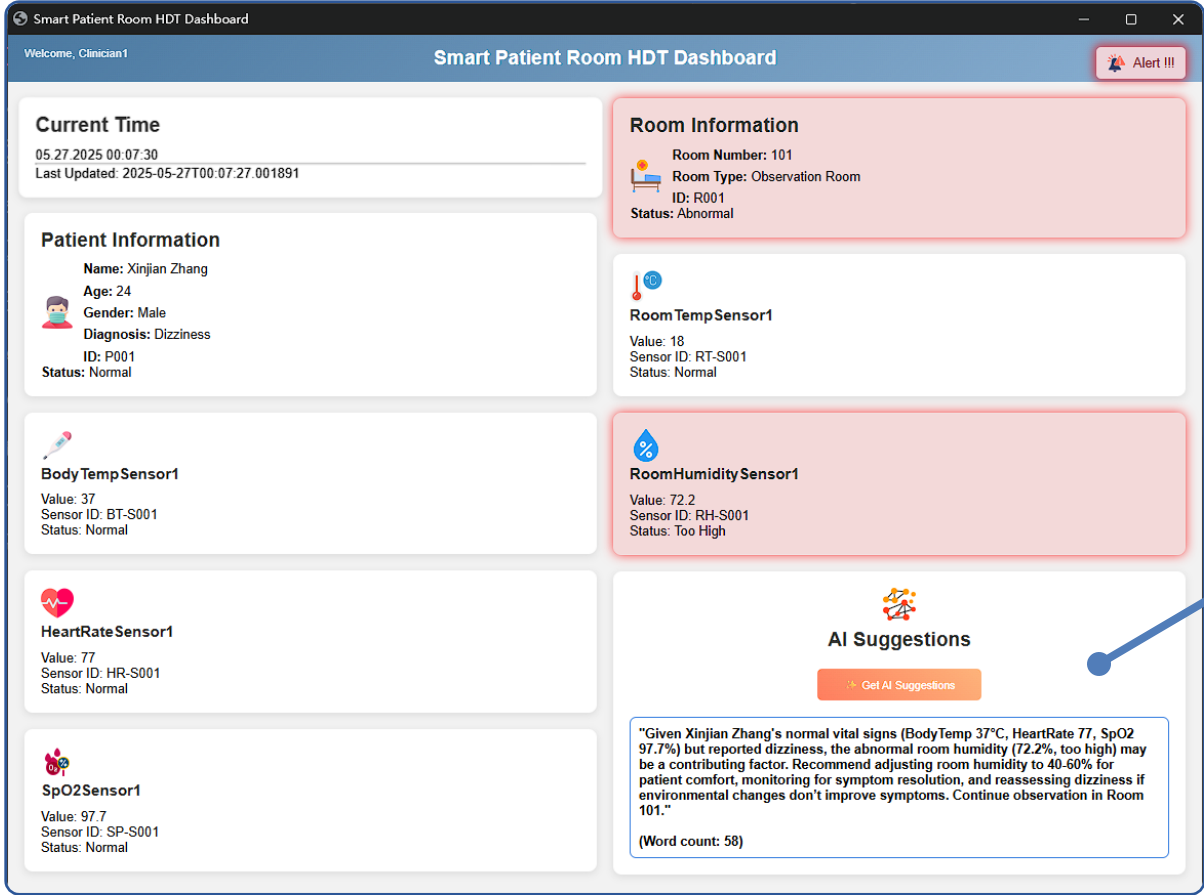 Smart Patient Room HDT Dashboard
Welcome, Clinician1
Smart Patient Room HDT Dashboard
Alert !!!
Current Time
05.27.2025 00:07:30
Last Updated: 2025-05-27T00:07:27.001891
Patient Information
Name: Xinjian Zhang
Age: 24
Gender: Male
Diagnosis: Dizziness
ID: P001
Status: Normal
BodyTempSensor1
Value: 37
Sensor ID: BT-S001
Status: Normal
HeartRateSensor1
Value: 77
Sensor ID: HR-S001
Status: Normal
O2 %
SpO2Sensor1
Value: 97.7
Sensor ID: SP-S001
Status: Normal
Room Information
Room Number: 101
Room Type: Observation Room
ID: R001
Status: Abnormal
°C
RoomTempSensor1
Value: 18
Sensor ID: RT-S001
Status: Normal
%
RoomHumiditySensor1
Value: 72.2
Sensor ID: RH-S001
Status: Too High
AI Suggestions
Get AI Suggestions
"Given Xinjian Zhang's normal vital signs (BodyTemp 37°C, HeartRate 77, SpO2
97.7%) but reported dizziness, the abnormal room humidity (72.2%, too high) may
be a contributing factor. Recommend adjusting room humidity to 40-60% for
patient comfort, monitoring for symptom resolution, and reassessing dizziness if
environmental changes don't improve symptoms. Continue observation in Room
101."
(Word count: 58)